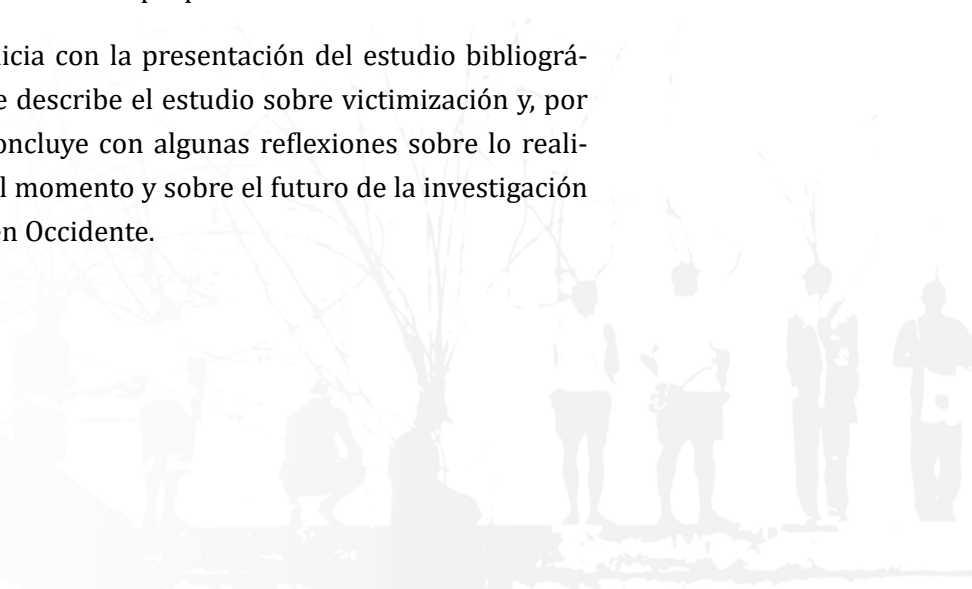 icia con la presentación del estudio bibliográ-
e describe el estudio sobre victimización y, por
oncluye con algunas reflexiones sobre lo reali-
l momento y sobre el futuro de la investigación
en Occidente.